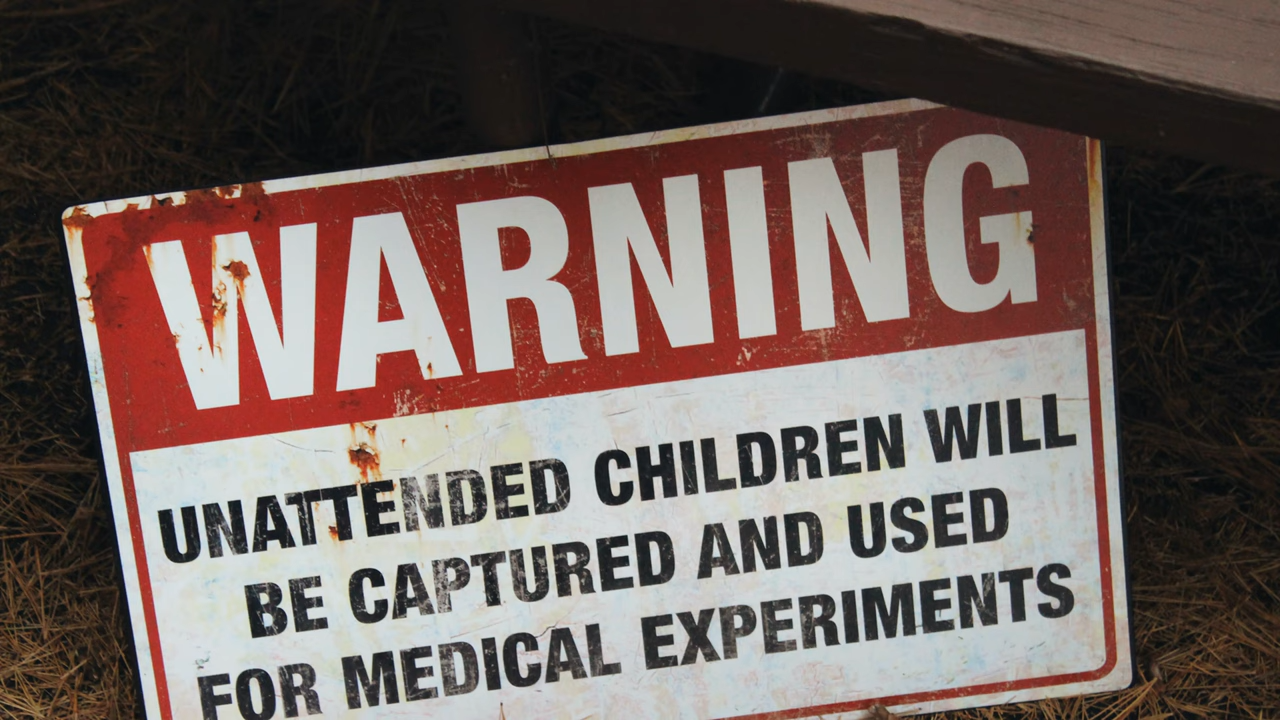 WARNING
UNATTENDED CHILDREN WILL
BE CAPTURED AND USED
FOR MEDICAL EXPERIMENTS